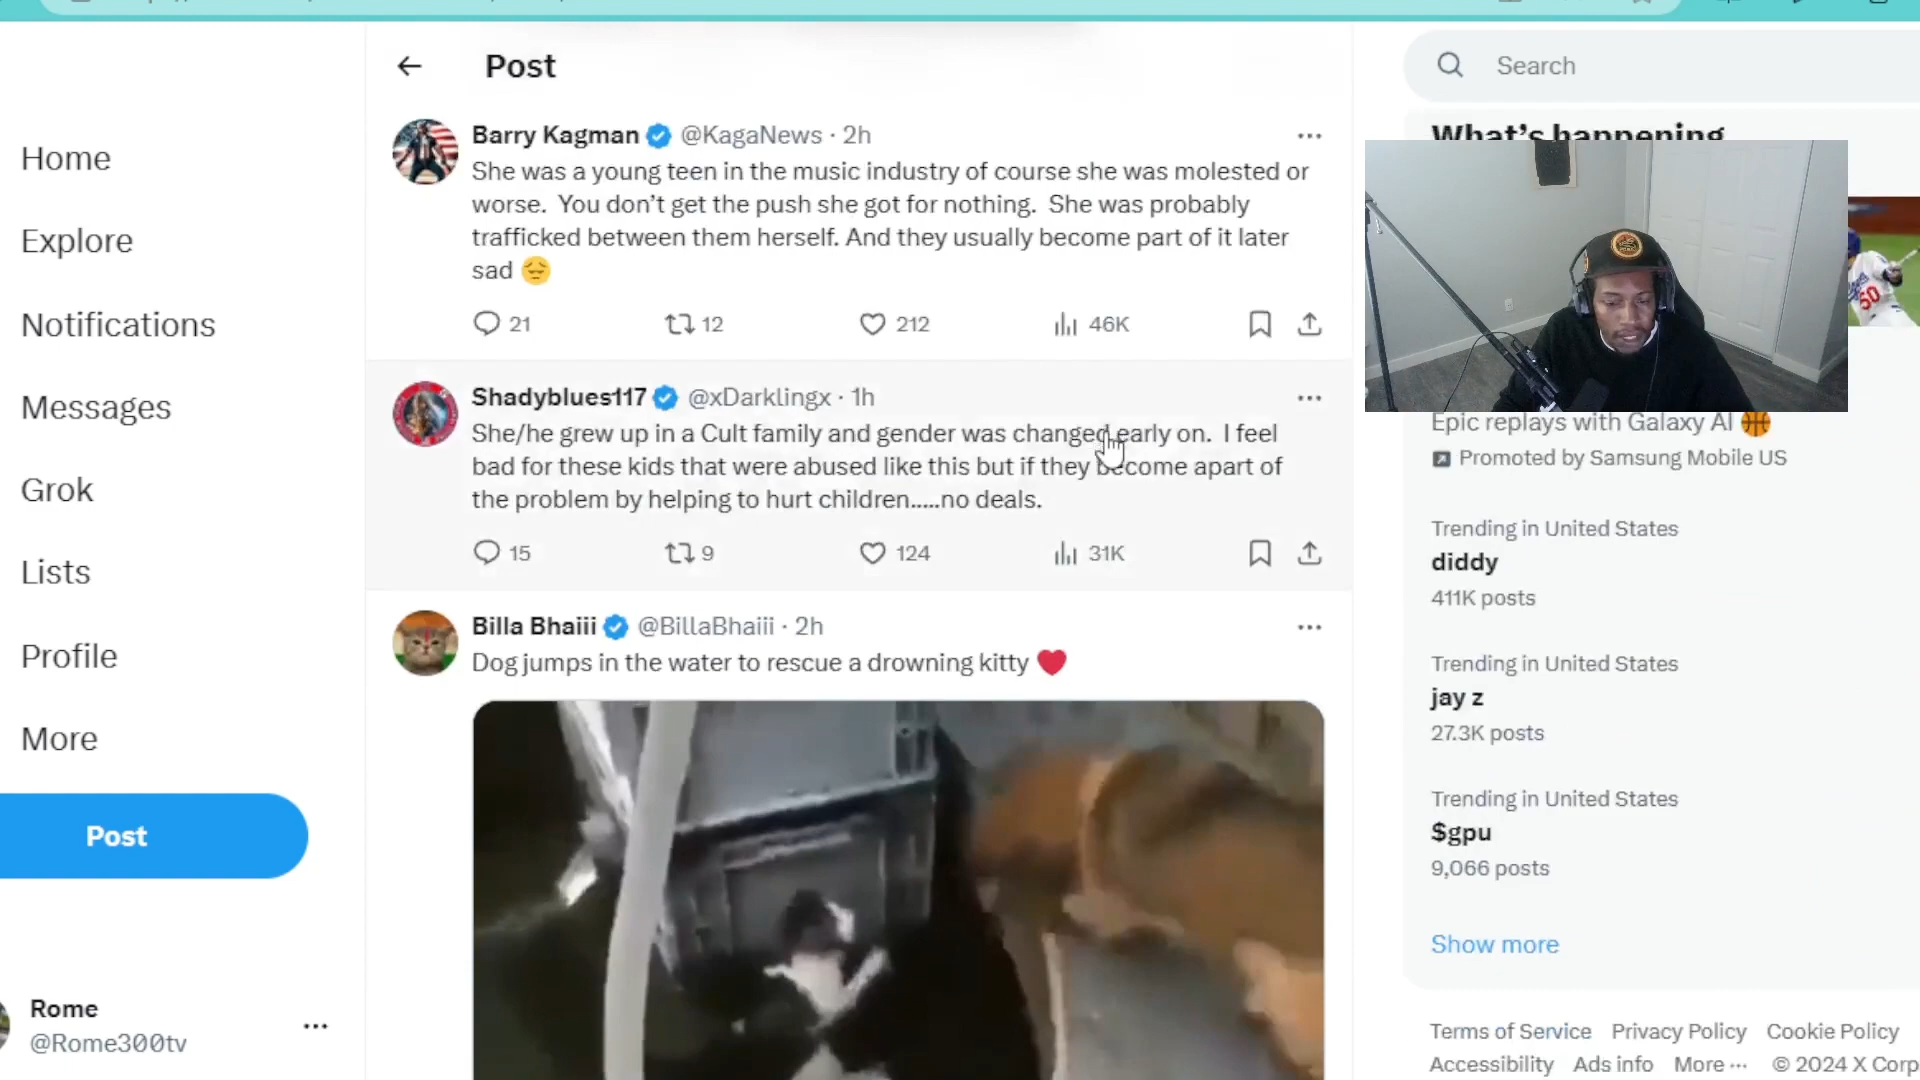 Post
Search
What's happening
Home
Explore
Notifications
Messages
Grok
Lists
Profile
More
Post
Rome
@Rome300tv
Barry Kagman @KagaNews · 2h
She was a young teen in the music industry of course she was molested or
worse. You don't get the push she got for nothing. She was probably
trafficked between them herself. And they usually become part of it later
sad 😔
21 12 212 46K
Shadyblues117 @xDarklingx · 1h
She/he grew up in a Cult family and gender was changed early on. I feel
bad for these kids that were abused like this but if they become apart of
the problem by helping to hurt children.....no deals.
15 9 124 31K
Billa Bhaiii @BillaBhaiii · 2h
Dog jumps in the water to rescue a drowning kitty ❤️
50
Epic replays with Galaxy AI 🏀
Promoted by Samsung Mobile US
Trending in United States
diddy
411K posts
Trending in United States
jay z
27.3K posts
Trending in United States
$gpu
9,066 posts
Show more
Terms of Service Privacy Policy Cookie Policy
Accessibility Ads info More ··· © 2024 X Corp